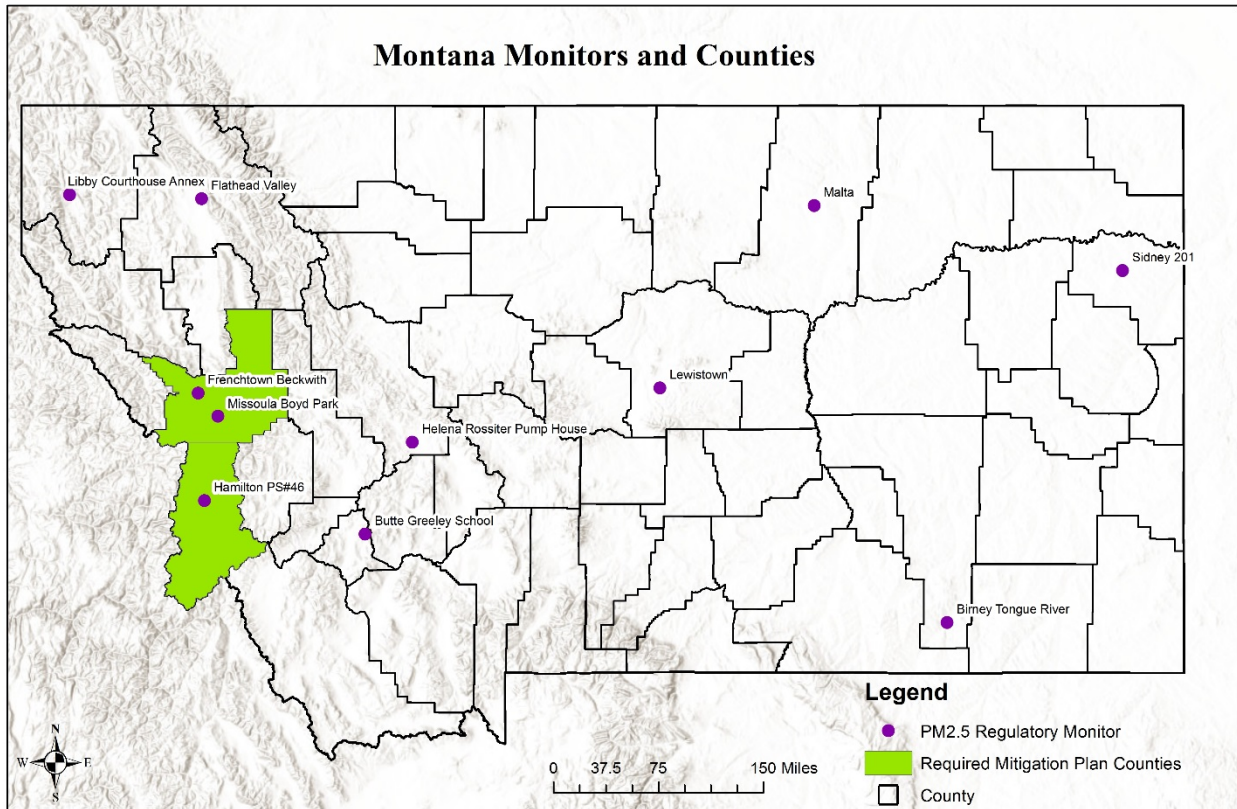 Montana Monitors and Counties
Libby Courthouse Annex
Flathead Valley
Malta
Sidney 201
Frenchtown Beckwith
Lewistown
Missoula Boyd Park
Helena Rossiter Pump House
Hamilton PS#46
Butte Greeley School
Birney Tongue River
Legend
PM2.5 Regulatory Monitor
Required Mitigation Plan Counties
County
N
W E
S
0 37.5 75 150 Miles